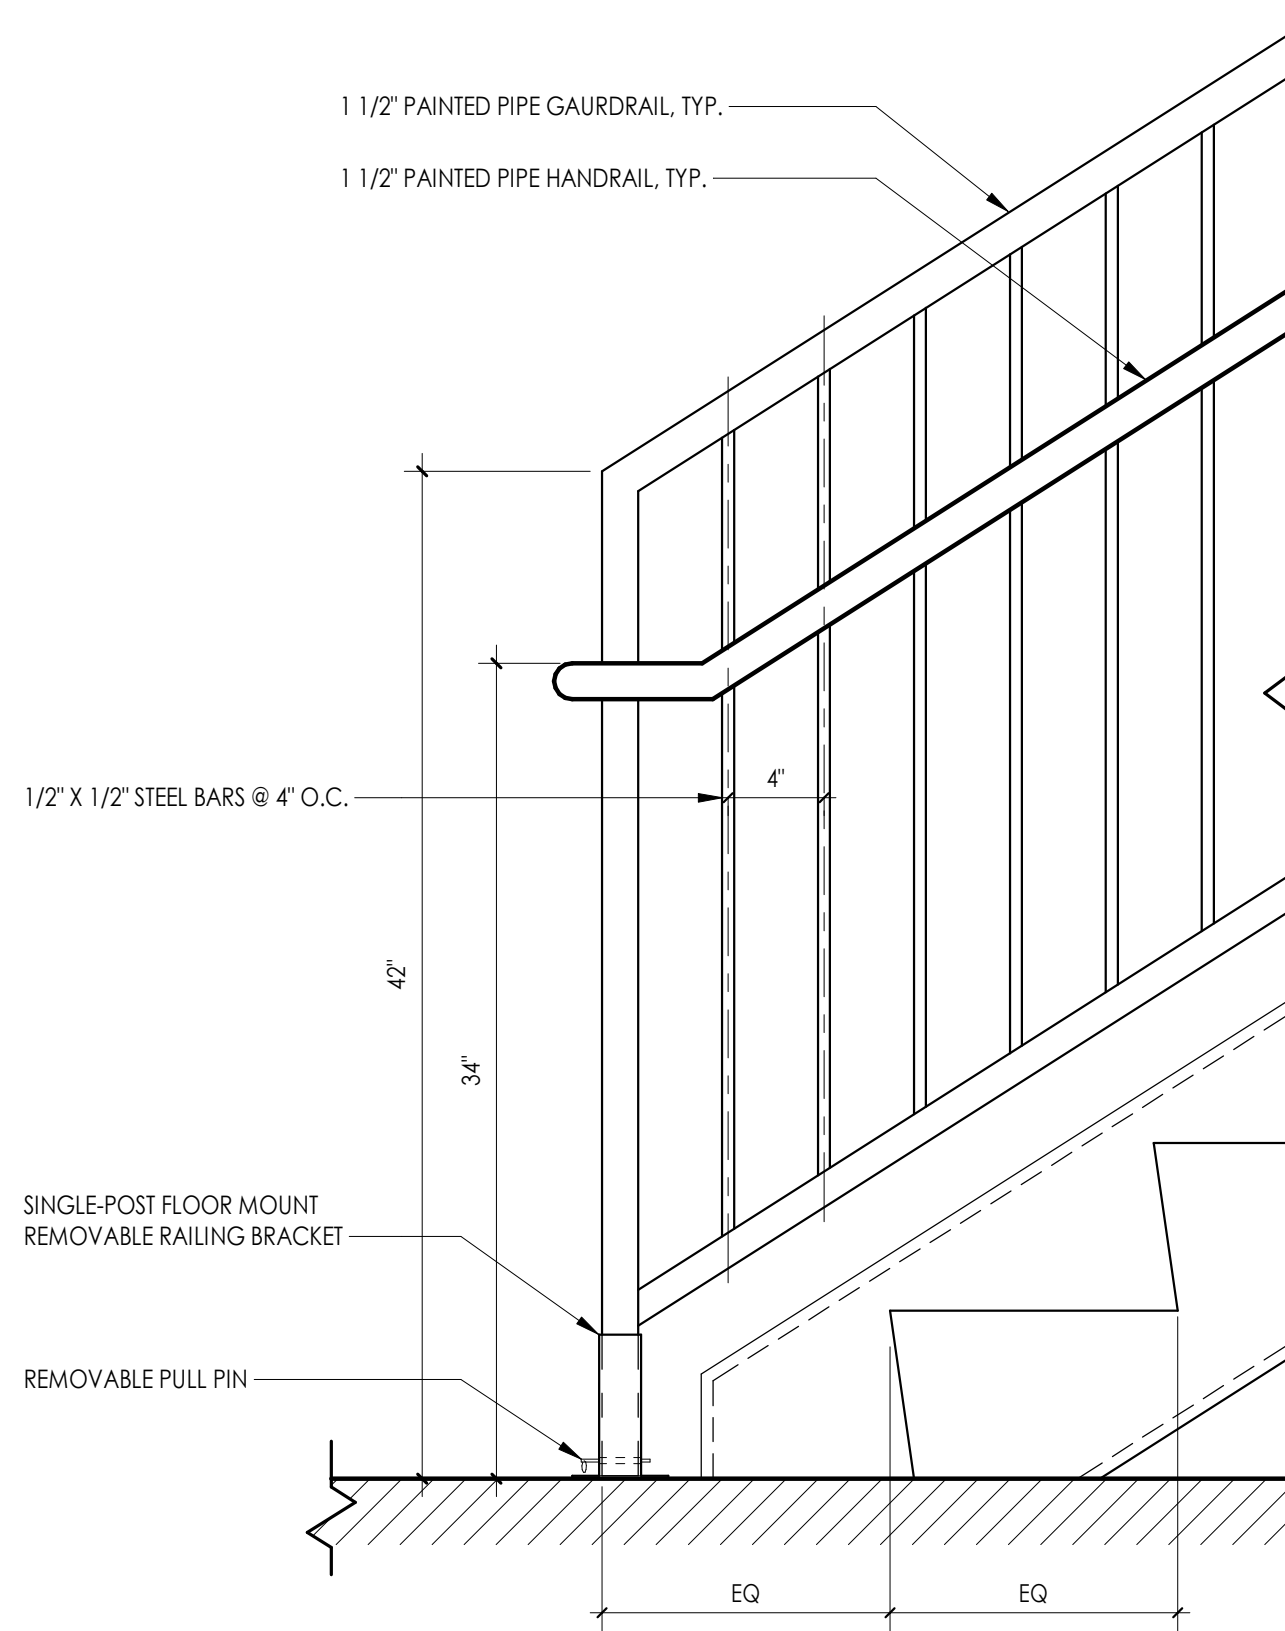 1 1/2" PAINTED PIPE GAURDRAIL, TYP.
1 1/2" PAINTED PIPE HANDRAIL, TYP.
4"
1/2" X 1/2" STEEL BARS @ 4" O.C.
42"
34"
SINGLE-POST FLOOR MOUNT
REMOVABLE RAILING BRACKET
REMOVABLE PULL PIN
EQ
EQ